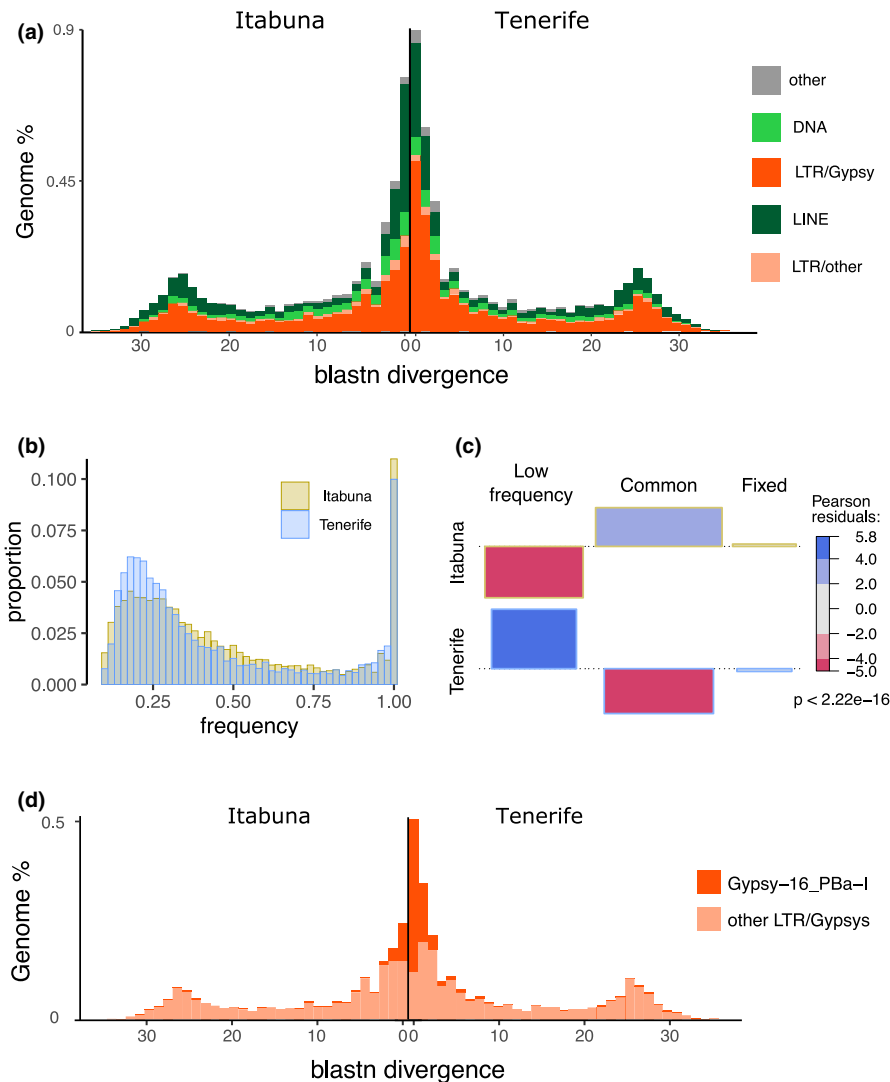 (a)
Itabuna Tenerife
0.9
0.45
0
Genome %
30 20 10 0 0 10 20 30
blastn divergence
other
DNA
LTR/Gypsy
LINE
LTR/other
(b)
0.100
0.075
0.050
0.025
0.000
proportion
Itabuna
Tenerife
0.25 0.50 0.75 1.00
frequency
(c)
Low frequency Common Fixed
Itabuna
Tenerife
Pearson
residuals:
5.8
4.0
2.0
0.0
−2.0
−4.0
−5.0
p < 2.22e−16
(d)
Itabuna Tenerife
0.5
0
Genome %
30 20 10 0 0 10 20 30
blastn divergence
Gypsy−16_PBa−I
other LTR/Gypsys